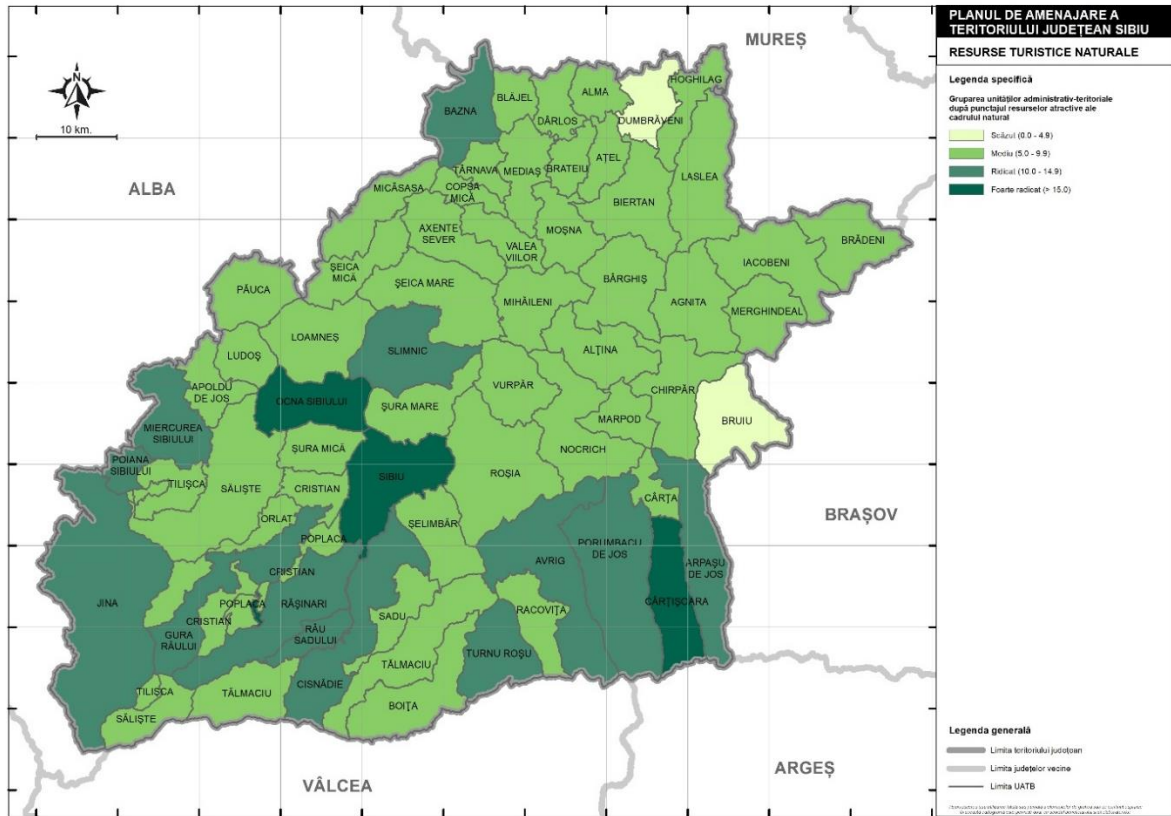 PLANUL DE AMENAJARE A
TERITORIULUI JUDEȚEAN SIBIU
RESURSE TURISTICE NATURALE
Legenda specifică
Gruparea unităților administrativ-teritoriale
după punctajul resurselor atractive ale
cadrului natural
Scăzut (0.0 - 4.9)
Mediu (5.0 - 9.9)
Ridicat (10.0 - 14.9)
Foarte radicat (> 15.0)
MUREȘ
10 km.
ALBA
BRAȘOV
VÂLCEA
ARGEȘ
BAZNA
BLĂJEL
ALMA
HOGHILAG
DÂRLOS
DUMBRĂVENI
TÂRNAVA
MEDIAȘ
BRATEIU
AȚEL
LASLEA
MICĂSASA
COPȘA
MICĂ
BIERTAN
AXENTE
SEVER
VALEA
VIILOR
MOȘNA
BRĂDENI
IACOBENI
ȘEICA
MICĂ
ȘEICA MARE
BÂRGHIȘ
PĂUCA
MIHĂILENI
AGNITA
MERGHINDEAL
LOAMNEȘ
SLIMNIC
ALȚINA
LUDOȘ
APOLDU
DE JOS
VURPĂR
CHIRPĂR
OCNA SIBIULUI
ȘURA MARE
MARPOD
BRUIU
MIERCUREA
SIBIULUI
ȘURA MICĂ
NOCRICH
POIANA
SIBIULUI
TILIȘCA
SĂLIȘTE
CRISTIAN
SIBIU
ROȘIA
CÂRȚA
ORLAT
ȘELIMBĂR
POPLACA
AVRIG
PORUMBACU
DE JOS
ARPAȘU
DE JOS
CRISTIAN
JINA
POPLACA
RĂȘINARI
CÂRȚIȘCARA
CRISTIAN
SADU
RACOVIȚA
GURA
RÂULUI
RÂU
SADULUI
TURNU ROȘU
TĂLMACIU
TILIȘCA
TĂLMACIU
CISNĂDIE
SĂLIȘTE
BOIȚA
Legenda generală
Limita teritoriului județean
Limita județelor vecine
Limita UATB